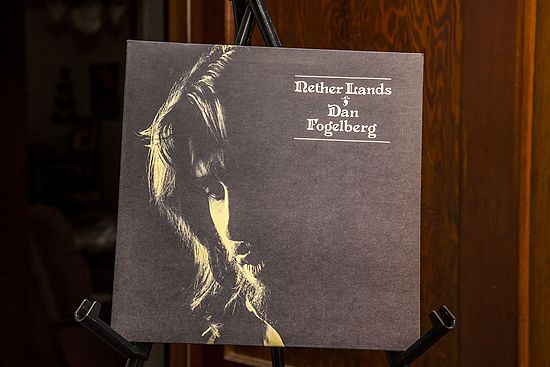 Nether Lands
Dan
Fogelberg